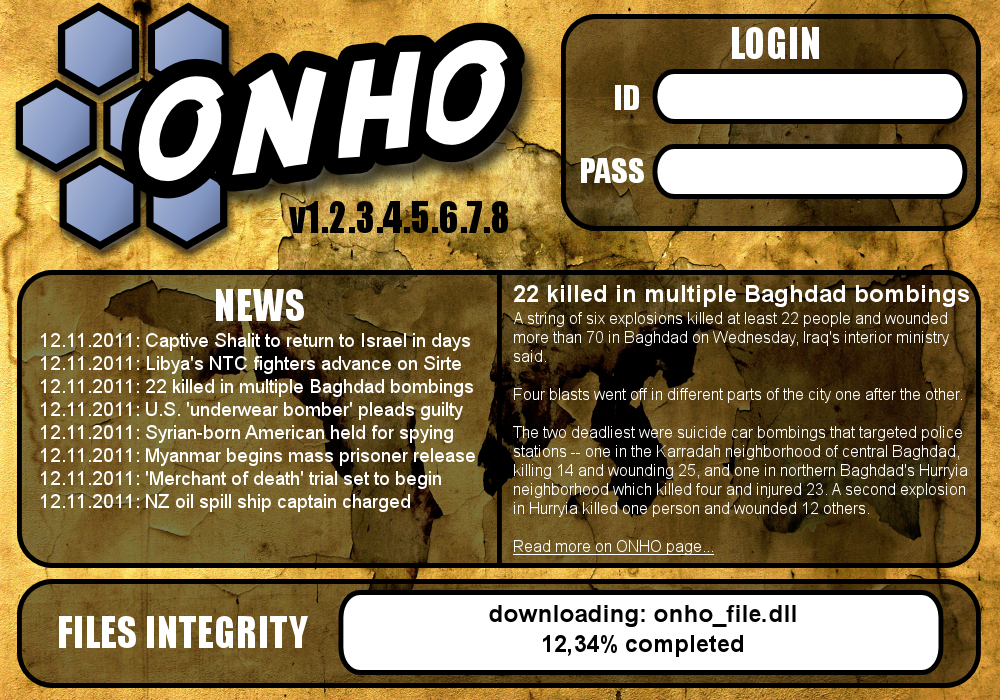 ONHO
v1.2.3.4.5.6.7.8
LOGIN
ID
PASS
NEWS
12.11.2011: Captive Shalit to return to Israel in days
12.11.2011: Libya's NTC fighters advance on Sirte
12.11.2011: 22 killed in multiple Baghdad bombings
12.11.2011: U.S. 'underwear bomber' pleads guilty
12.11.2011: Syrian-born American held for spying
12.11.2011: Myanmar begins mass prisoner release
12.11.2011: 'Merchant of death' trial set to begin
12.11.2011: NZ oil spill ship captain charged
22 killed in multiple Baghdad bombings
A string of six explosions killed at least 22 people and wounded
more than 70 in Baghdad on Wednesday, Iraq's interior ministry
said.
Four blasts went off in different parts of the city one after the other.
The two deadliest were suicide car bombings that targeted police
stations -- one in the Karradah neighborhood of central Baghdad,
killing 14 and wounding 25, and one in northern Baghdad's Hurryia
neighborhood which killed four and injured 23. A second explosion
in Hurryia killed one person and wounded 12 others.
Read more on ONHO page...
FILES INTEGRITY
downloading: onho_file.dll
12,34% completed